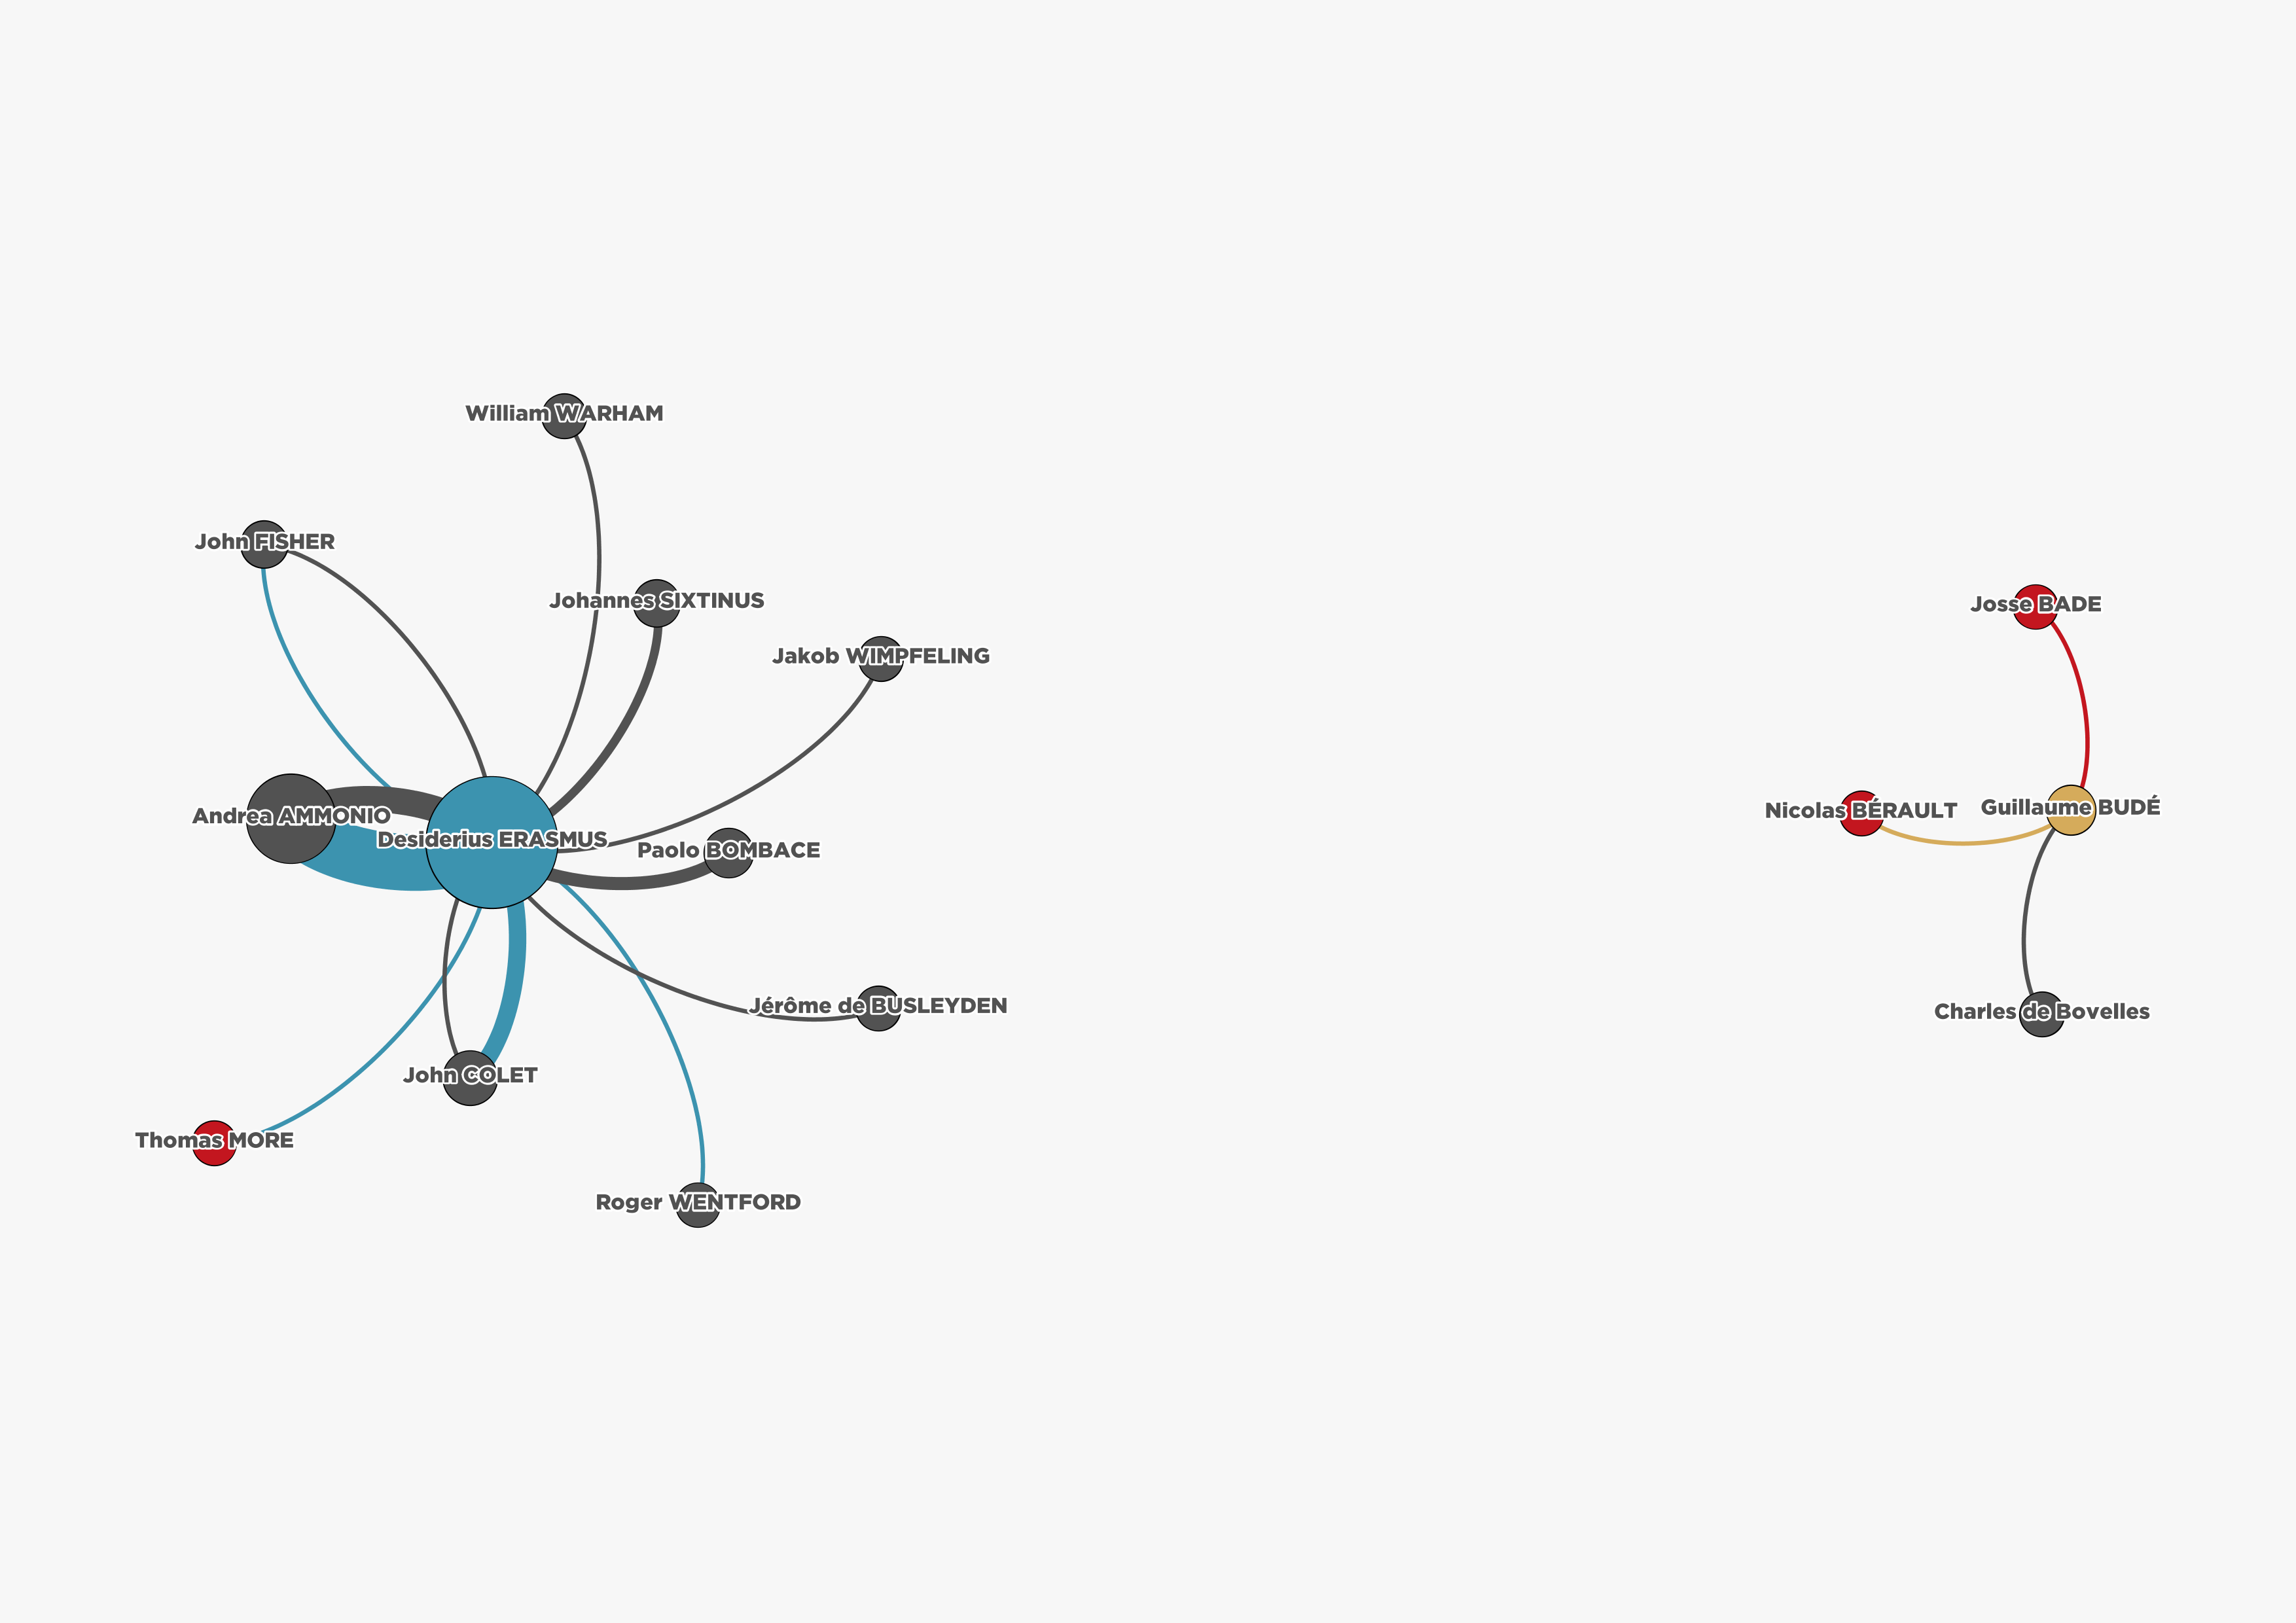 William WARHAM
John FISHER
Johannes SIXTINUS
Josse BADE
Jakob WIMPFELING
Andrea AMMONIO
Desiderius ERASMUS
Paolo BOMBACE
Nicolas BÉRAULT
Guillaume BUDÉ
Jérôme de BUSLEYDEN
Charles de Bovelles
John COLET
Thomas MORE
Roger WENTFORD